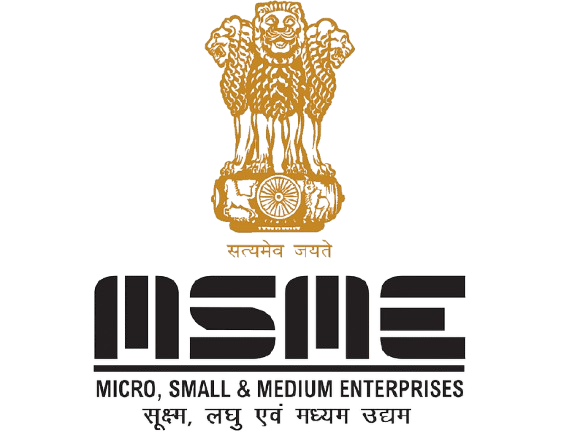 सत्यमेव जयते
MSME
MICRO, SMALL & MEDIUM ENTERPRISES
सूक्ष्म, लघु एवं मध्यम उद्यम